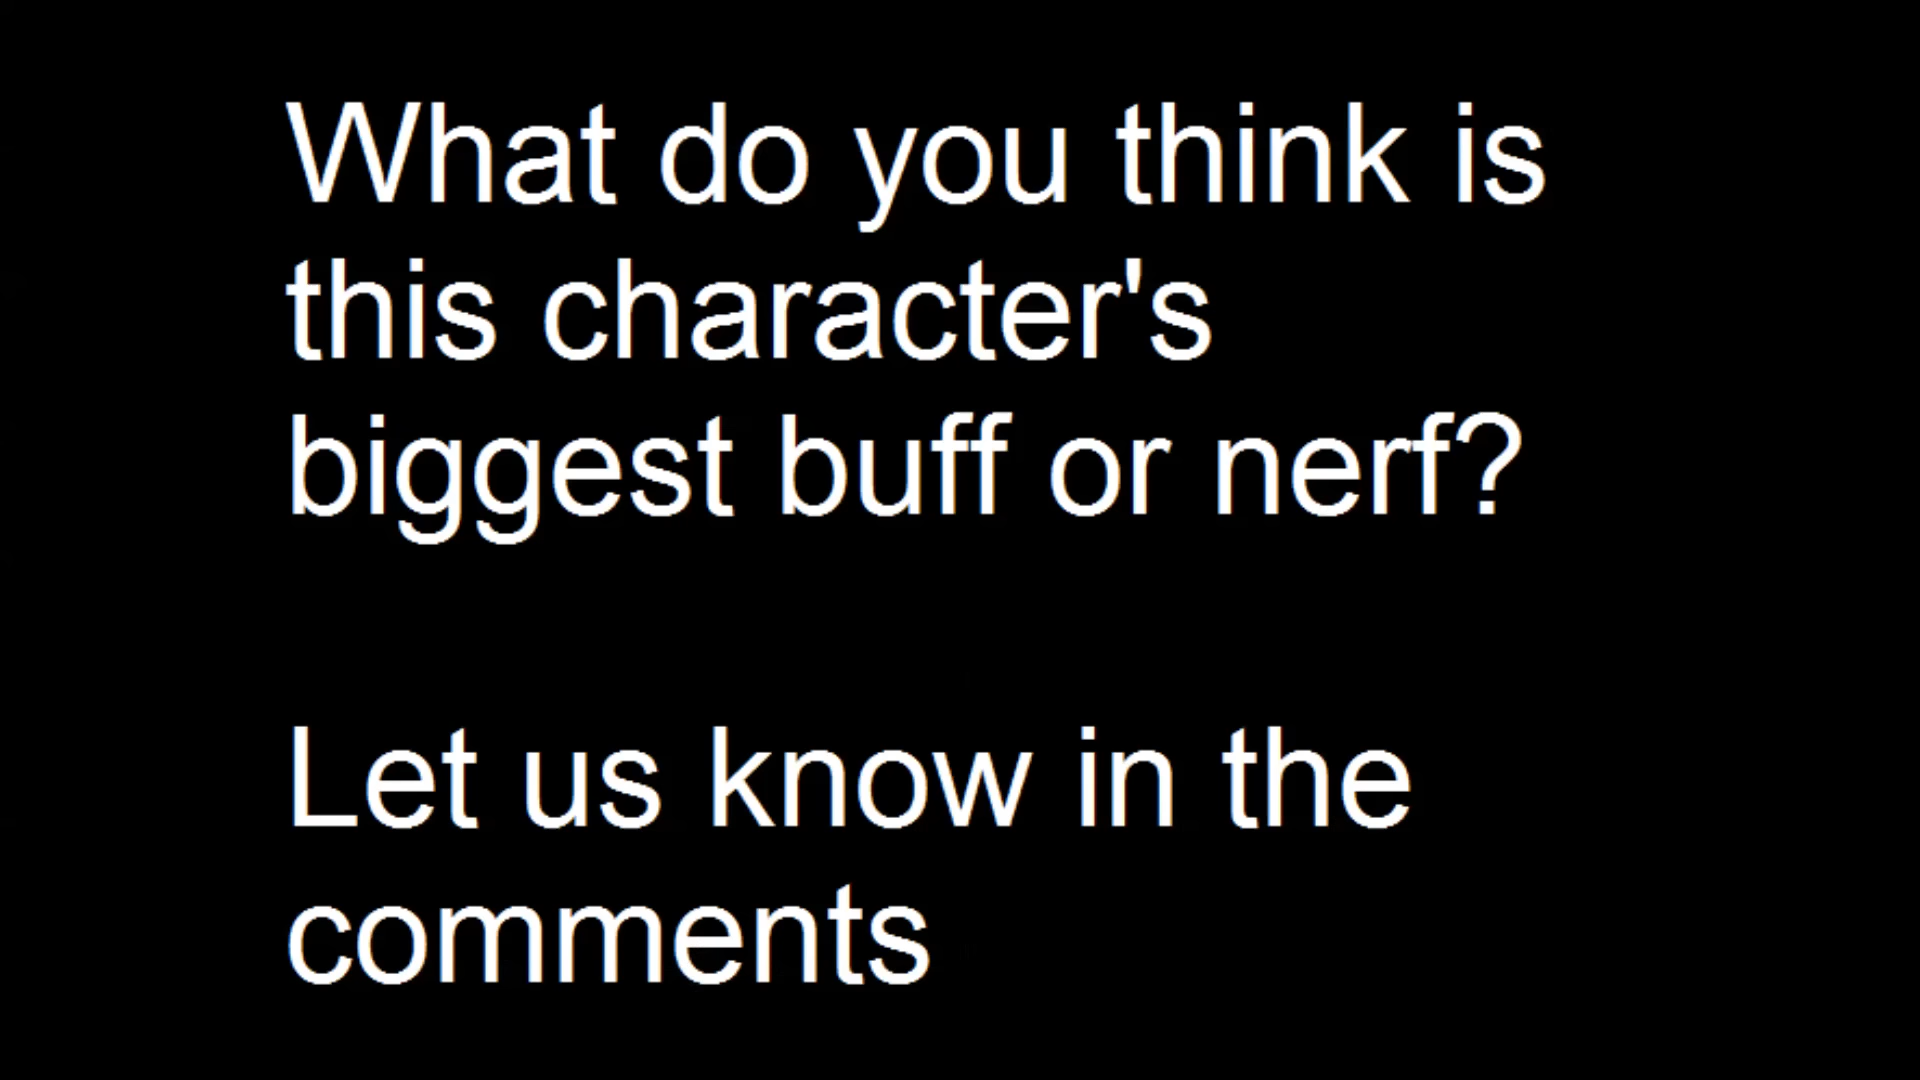 What do you think is
this character's
biggest buff or nerf?
Let us know in the
comments